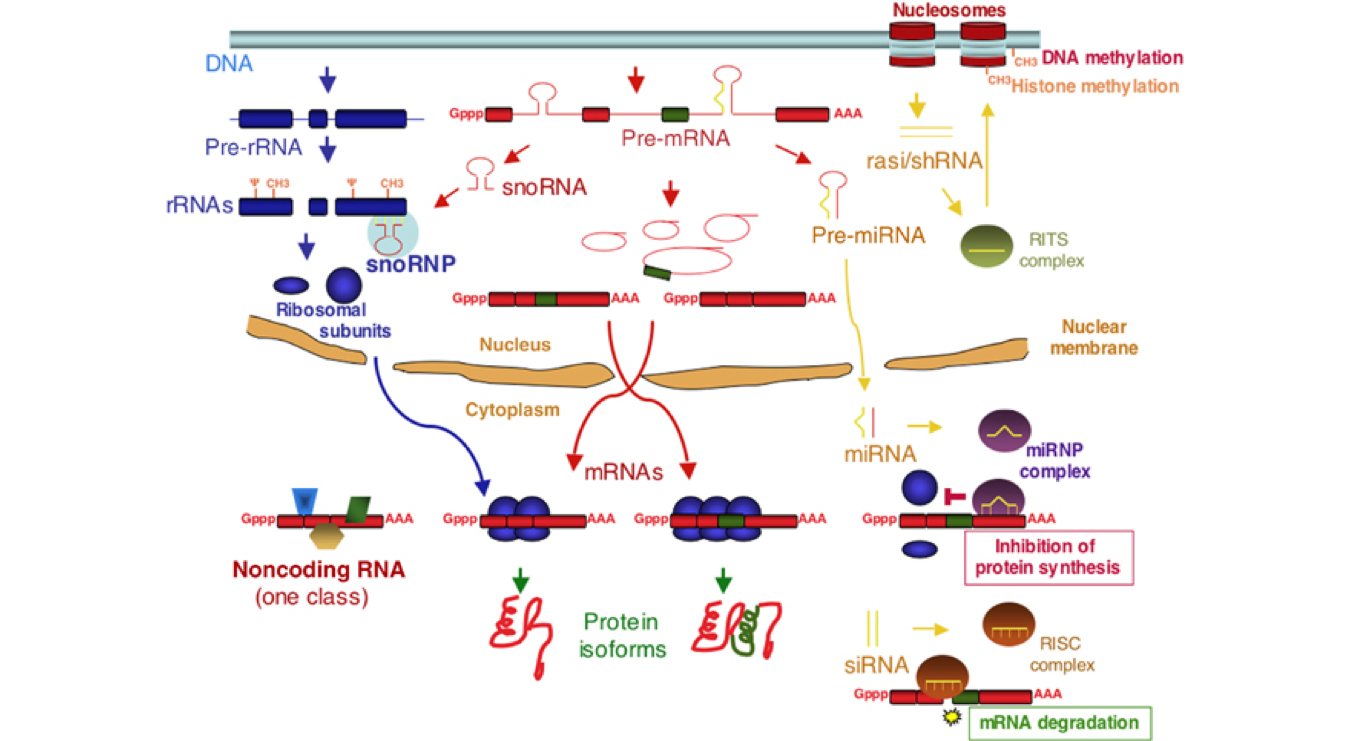 Nucleosomes
DNA
CH3 DNA methylation
CH3 Histone methylation
Gppp
AAA
Pre-rRNA
Pre-mRNA
rasi/shRNA
Ψ CH3
Ψ CH3
snoRNA
rRNAs
Pre-miRNA
RITS
complex
snoRNP
Gppp
AAA
Gppp
AAA
Ribosomal
subunits
Nucleus
Nuclear
membrane
Cytoplasm
miRNA
miRNP
complex
mRNAs
Gppp
AAA
Gppp
AAA
Gppp
AAA
Gppp
AAA
Noncoding RNA
(one class)
Inhibition of
protein synthesis
Protein
isoforms
siRNA
RISC
complex
Gppp
AAA
mRNA degradation